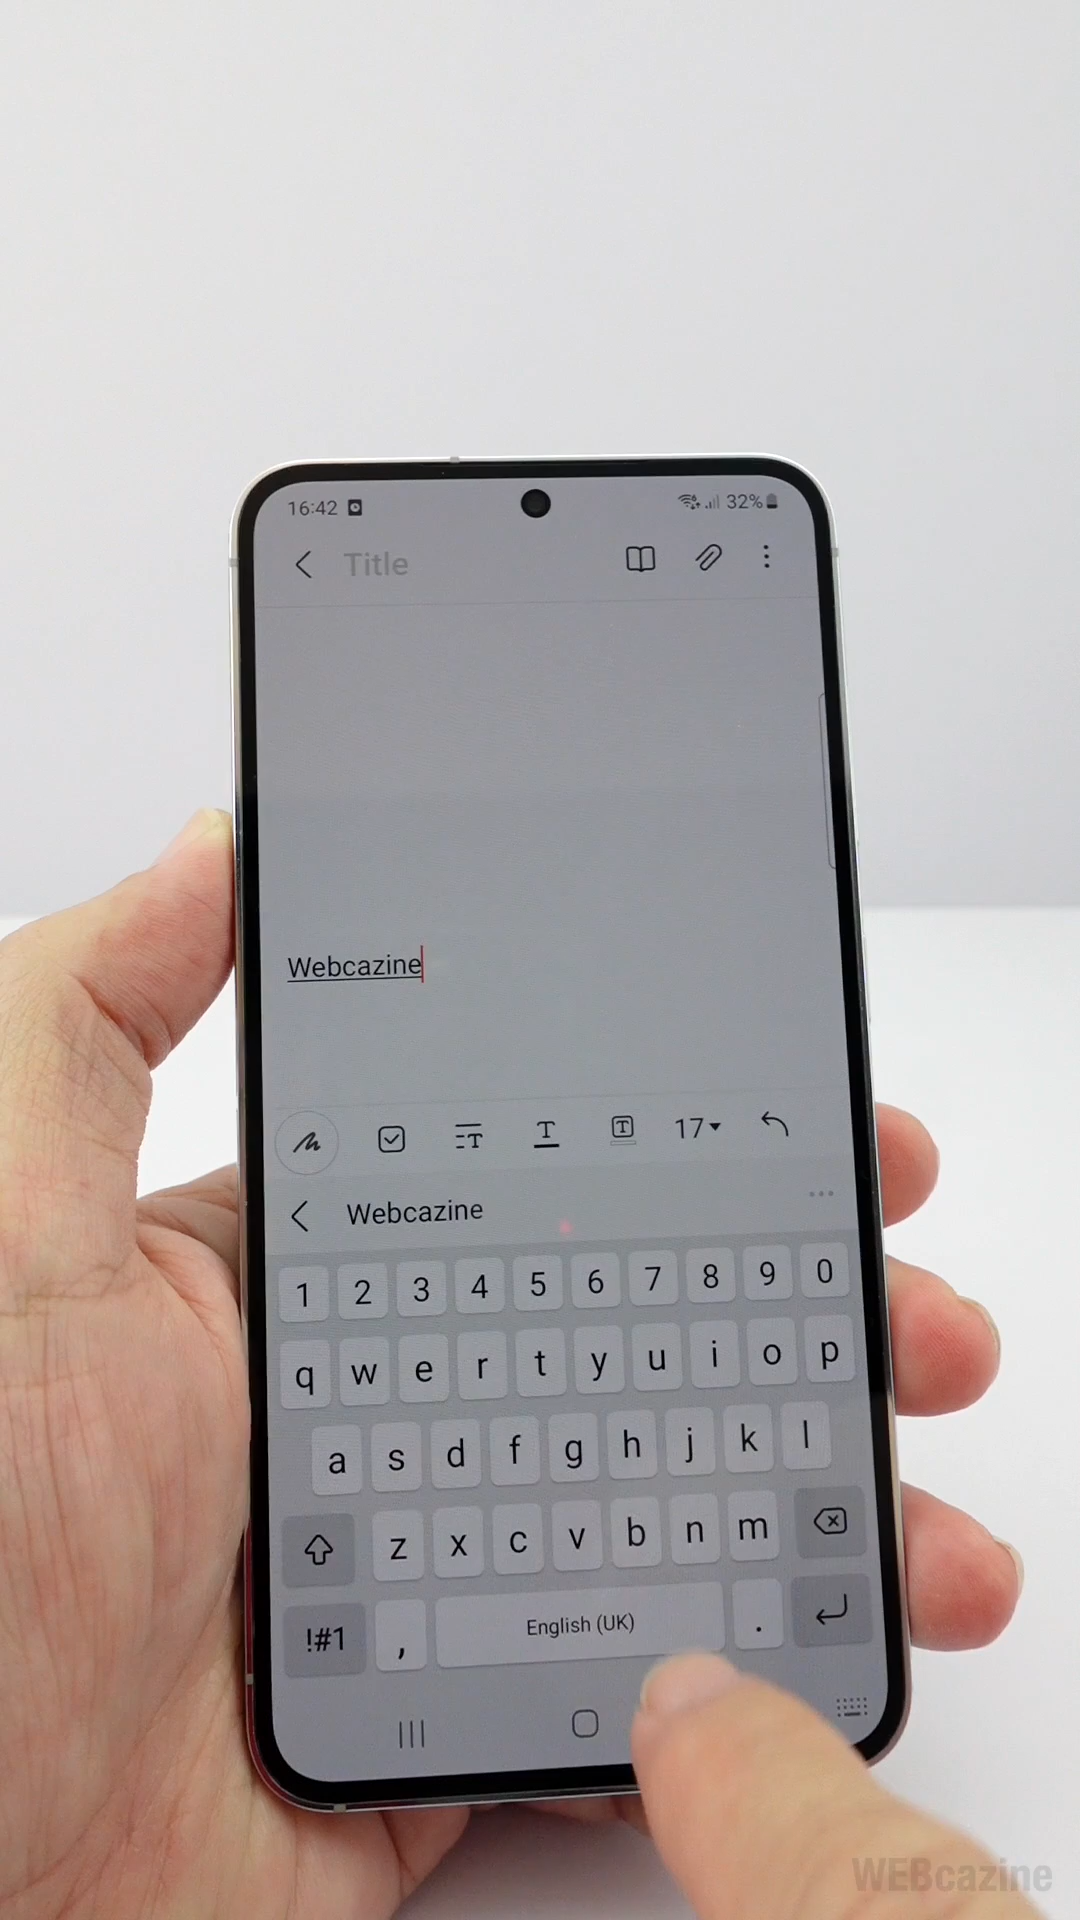 16:42 32%
Title
Webcazine
17
Webcazine
1 2 3 4 5 6 7 8 9 0
q w e r t y u i o p
a s d f g h j k l
z x c v b n m
!#1 , English (UK) .
WEBcazine